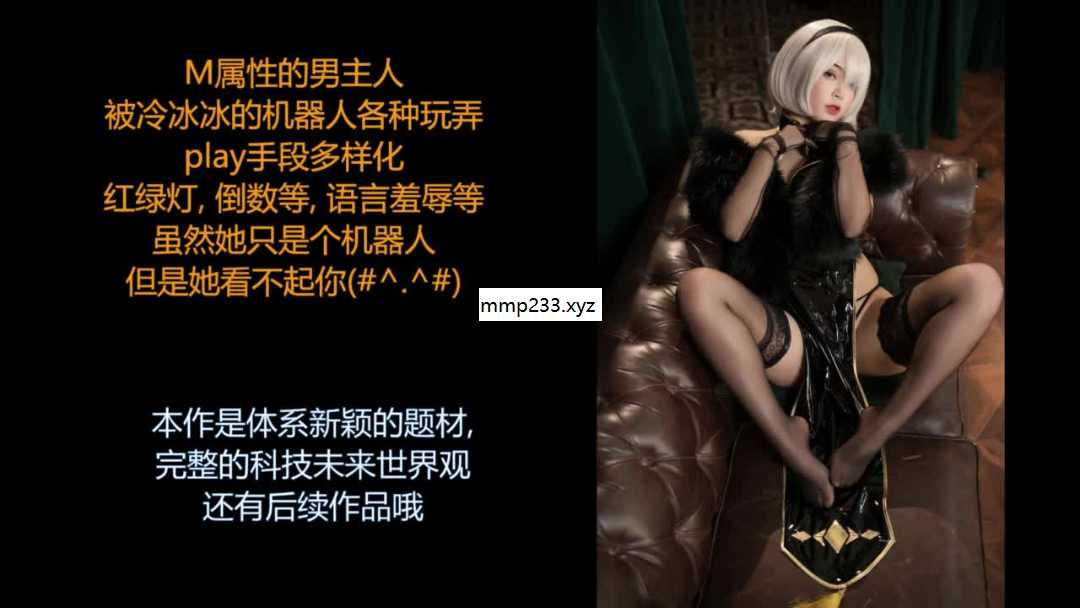 M属性的男主人
被冷冰冰的机器人各种玩弄
play手段多样化
红绿灯, 倒数等, 语言羞辱等
虽然她只是个机器人
但是她看不起你(#^.^#)
mmp233.xyz
本作是体系新颖的题材,
完整的科技未来世界观
还有后续作品哦